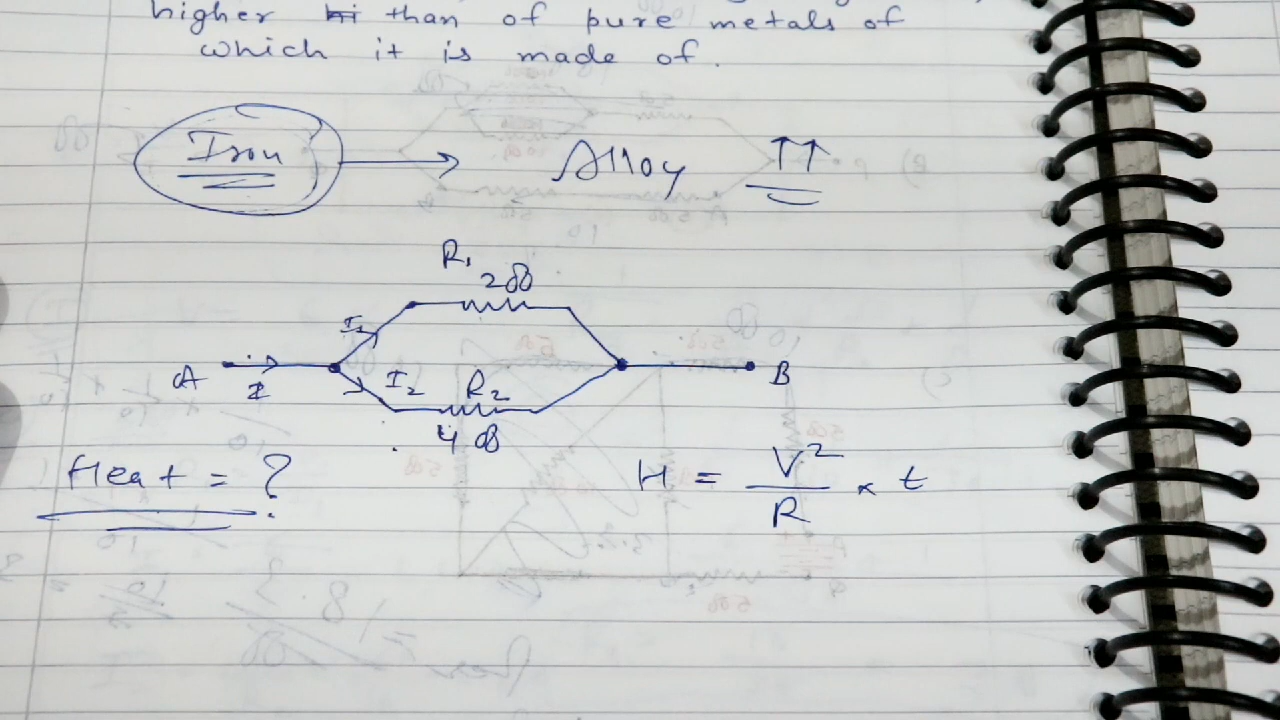 higher than of pure metals of
which it is made of.
Iron → Alloy ↑↑
R₁
2Ω
I₁
A I I₂ R₂ B
4Ω
Heat = ? H = V²/R × t